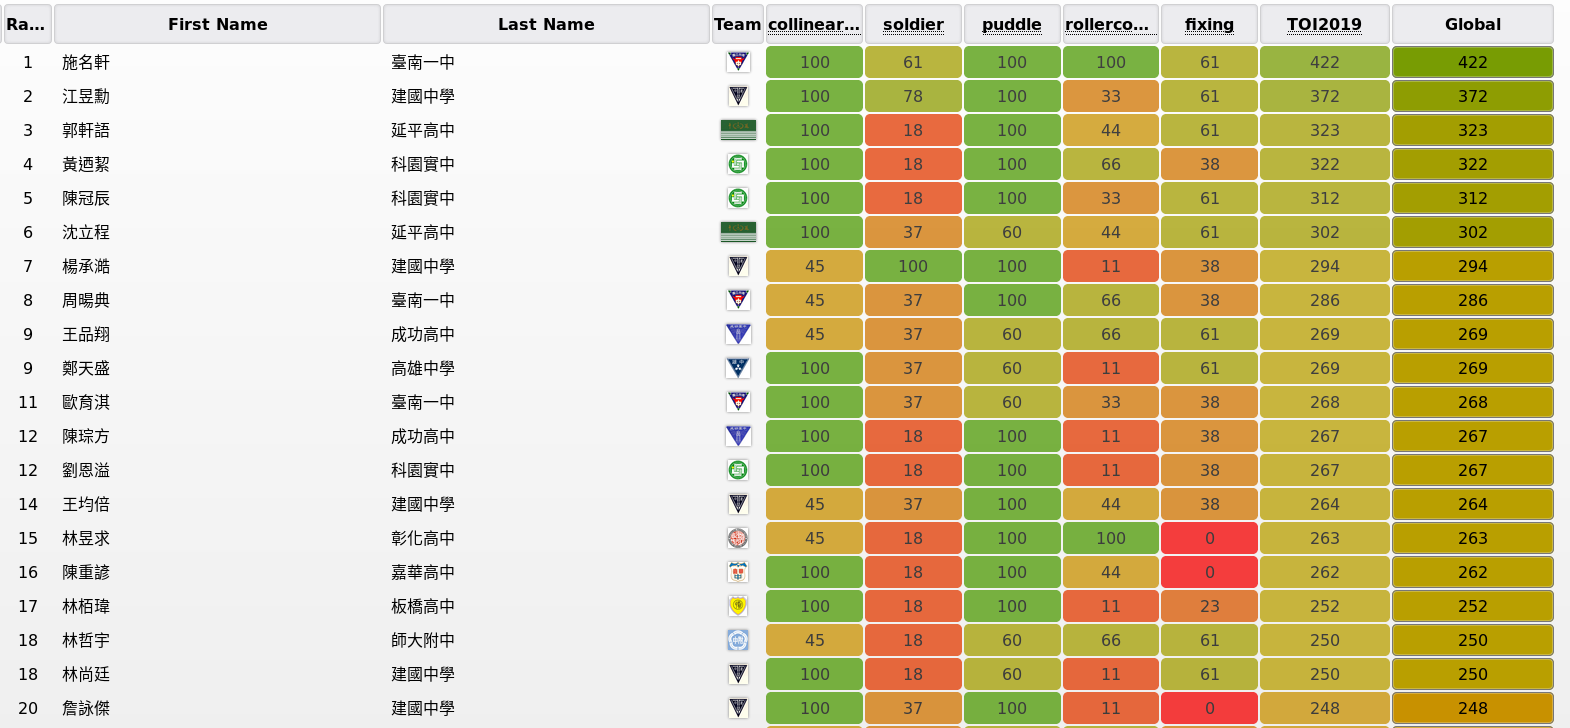 Ra... First Name Last Name Team collinear... soldier puddle rollerco... fixing TOI2019 Global
1 施名軒 臺南一中 100 61 100 100 61 422 422
2 江昱勳 建國中學 100 78 100 33 61 372 372
3 郭軒語 延平高中 100 18 100 44 61 323 323
4 黃迺絜 科園實中 100 18 100 66 38 322 322
5 陳冠辰 科園實中 100 18 100 33 61 312 312
6 沈立程 延平高中 100 37 60 44 61 302 302
7 楊承澔 建國中學 45 100 100 11 38 294 294
8 周暘典 臺南一中 45 37 100 66 38 286 286
9 王品翔 成功高中 45 37 60 66 61 269 269
9 鄭天盛 高雄中學 100 37 60 11 61 269 269
11 歐育淇 臺南一中 100 37 60 33 38 268 268
12 陳琮方 成功高中 100 18 100 11 38 267 267
12 劉恩溢 科園實中 100 18 100 11 38 267 267
14 王均倍 建國中學 45 37 100 44 38 264 264
15 林昱求 彰化高中 45 18 100 100 0 263 263
16 陳重諺 嘉華高中 100 18 100 44 0 262 262
17 林栢瑋 板橋高中 100 18 100 11 23 252 252
18 林哲宇 師大附中 45 18 60 66 61 250 250
18 林尚廷 建國中學 100 18 60 11 61 250 250
20 詹詠傑 建國中學 100 37 100 11 0 248 248